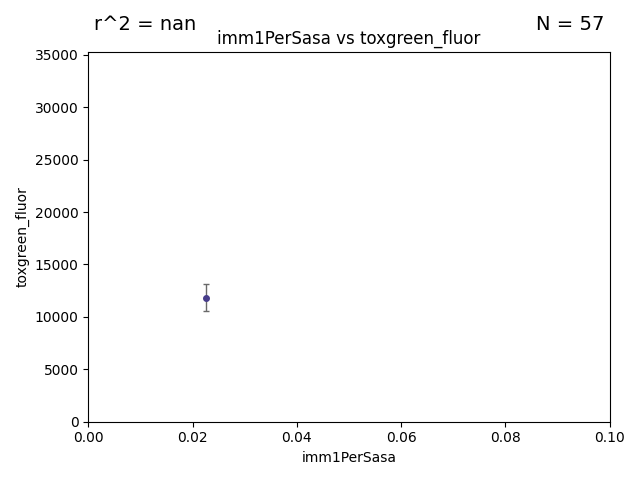 r^2 = nan
N = 57
imm1PerSasa vs toxgreen_fluor
35000
30000
25000
20000
15000
10000
5000
0
toxgreen_fluor
0.00 0.02 0.04 0.06 0.08 0.10
imm1PerSasa